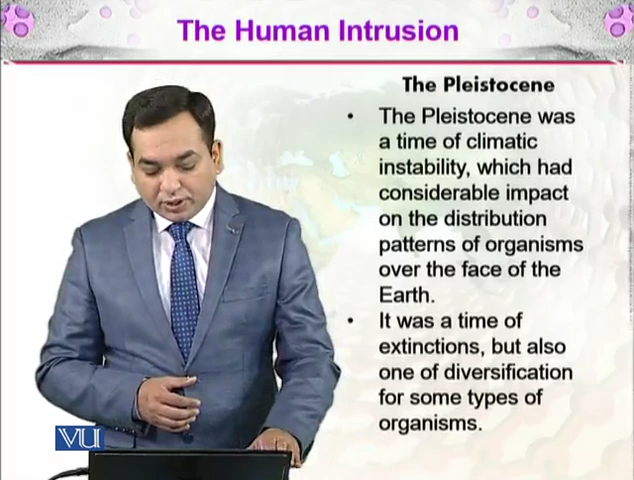 The Human Intrusion
The Pleistocene
• The Pleistocene was
a time of climatic
instability, which had
considerable impact
on the distribution
patterns of organisms
over the face of the
Earth.
• It was a time of
extinctions, but also
one of diversification
for some types of
organisms.
VU